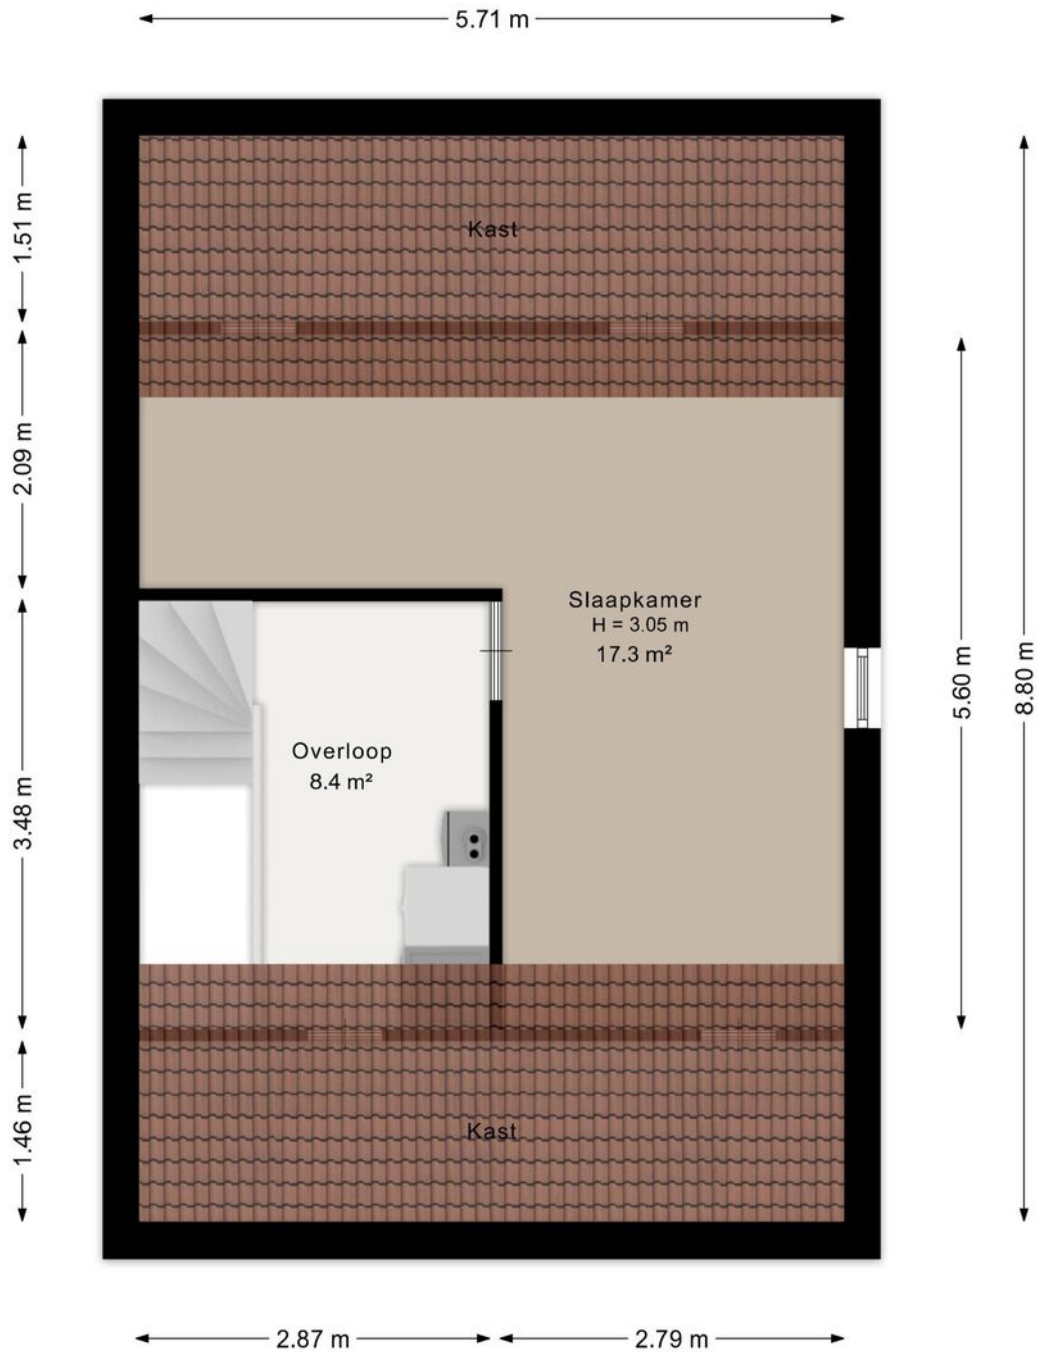 5.71 m
1.51 m
Kast
2.09 m
Slaapkamer
H = 3.05 m
17.3 m²
5.60 m
8.80 m
Overloop
8.4 m²
3.48 m
1.46 m
Kast
2.87 m
2.79 m